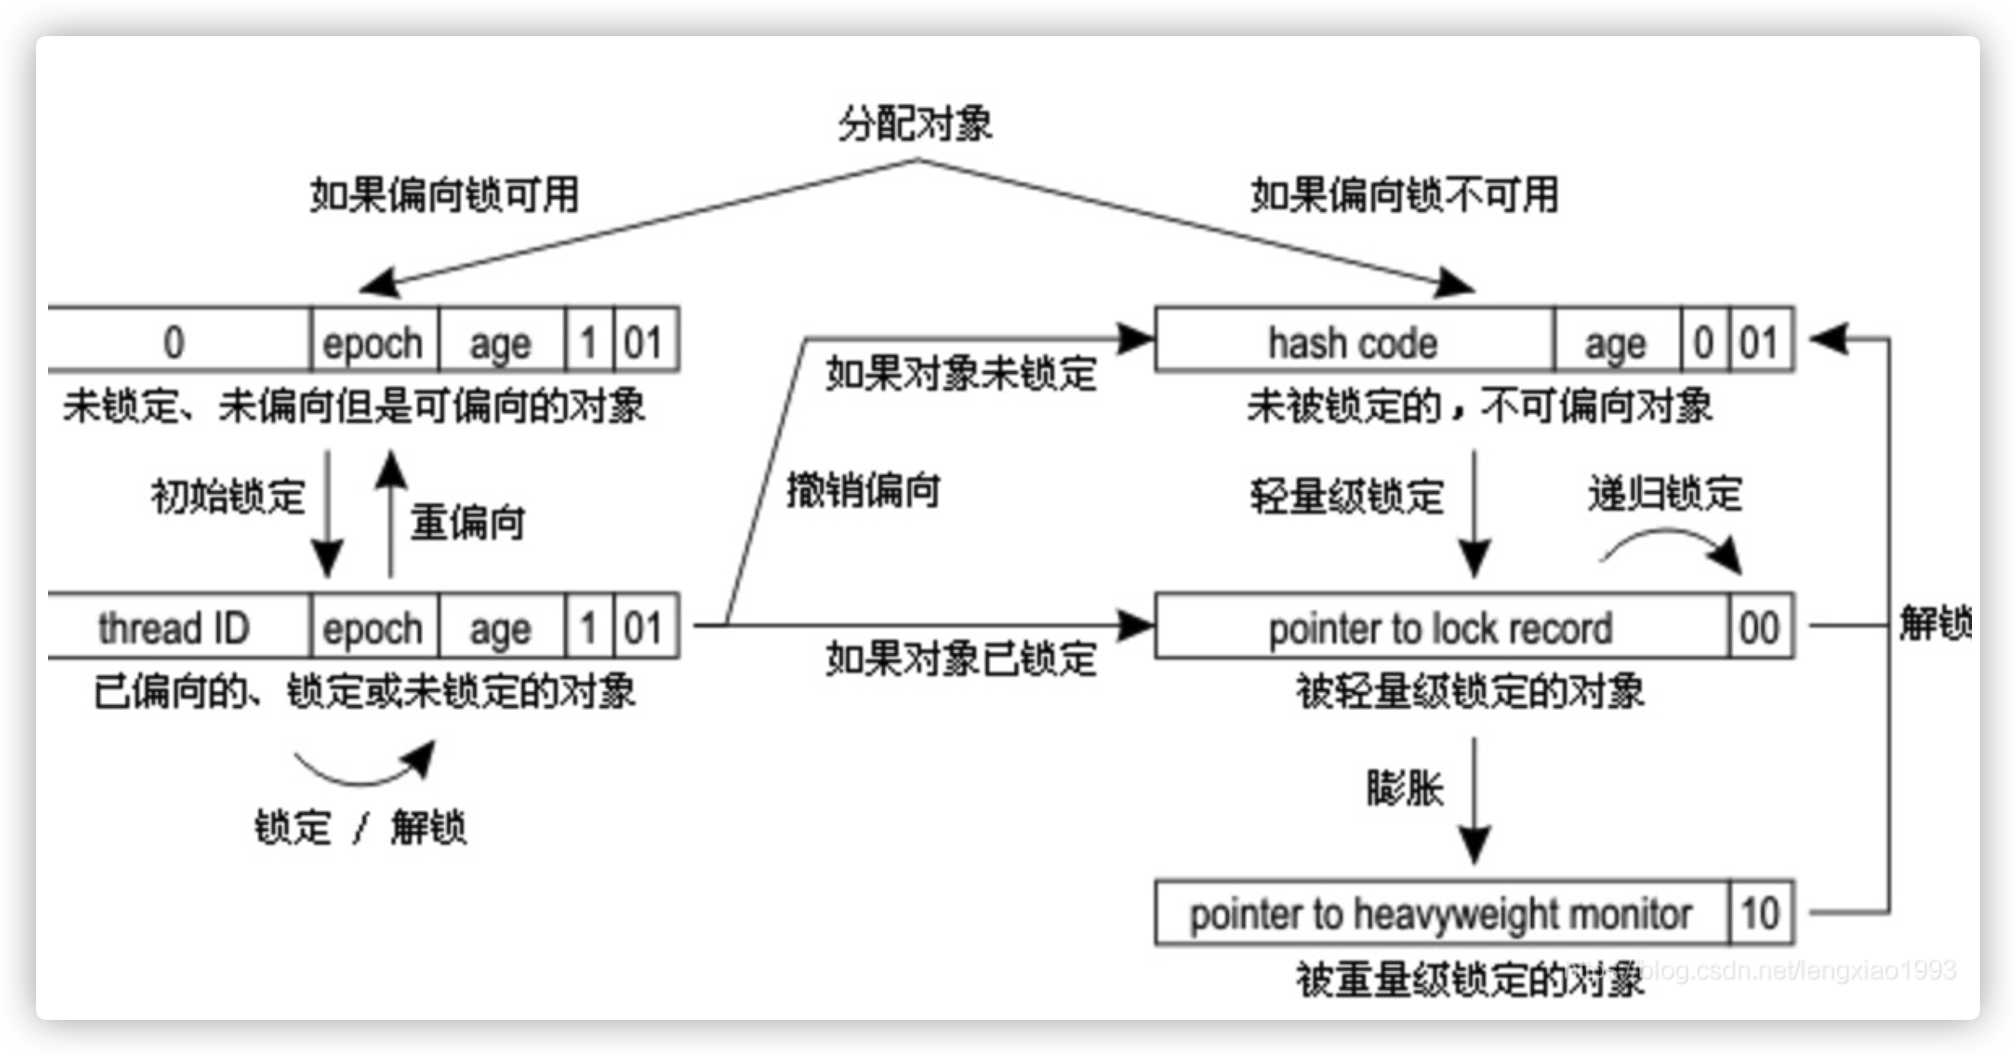 分配对象
如果偏向锁可用
如果偏向锁不可用
0 epoch age 1 01
hash code age 0 01
未锁定、未偏向但是可偏向的对象
如果对象未锁定
未被锁定的，不可偏向对象
初始锁定
重偏向
撤销偏向
轻量级锁定
递归锁定
thread ID epoch age 1 01
pointer to lock record 00
解锁
已偏向的、锁定或未锁定的对象
如果对象已锁定
被轻量级锁定的对象
锁定 / 解锁
膨胀
pointer to heavyweight monitor 10
被重量级锁定的对象
blog.csdn.net/lengxiao1993